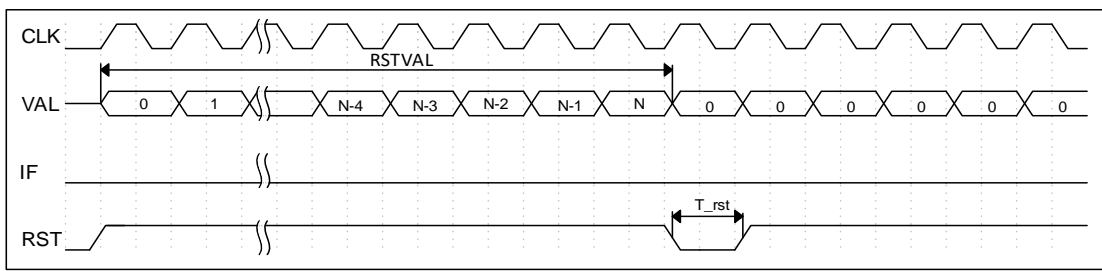 CLK
RSTVAL
VAL 0 1 N-4 N-3 N-2 N-1 N 0 0 0 0 0 0
IF
T_rst
RST